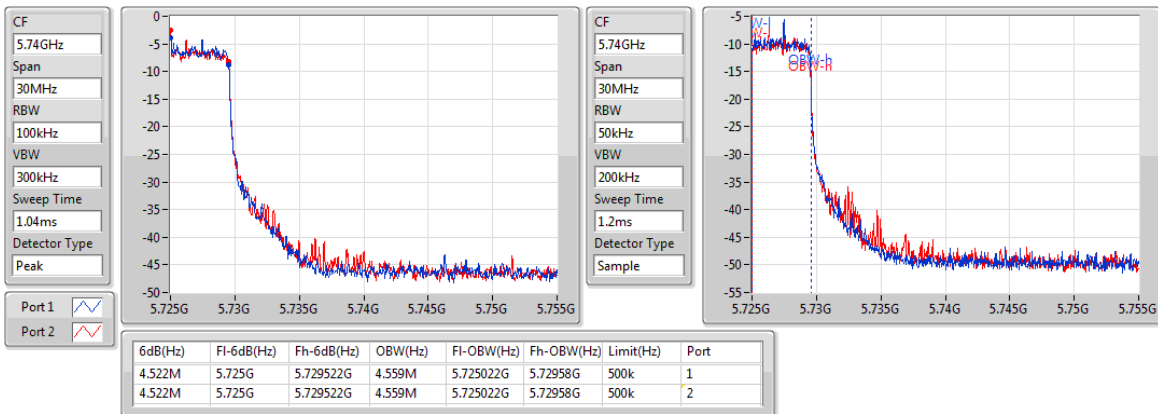 CF
5.74GHz
Span
30MHz
RBW
100kHz
VBW
300kHz
Sweep Time
1.04ms
Detector Type
Peak
Port 1
Port 2
0
-5
-10
-15
-20
-25
-30
-35
-40
-45
-50
5.725G 5.73G 5.735G 5.74G 5.745G 5.75G 5.755G
CF
5.74GHz
Span
30MHz
RBW
50kHz
VBW
200kHz
Sweep Time
1.2ms
Detector Type
Sample
-5
-10
-15
-20
-25
-30
-35
-40
-45
-50
-55
OBW-h
OBW-h
5.725G 5.73G 5.735G 5.74G 5.745G 5.75G 5.755G
6dB(Hz) Fl-6dB(Hz) Fh-6dB(Hz) OBW(Hz) Fl-OBW(Hz) Fh-OBW(Hz) Limit(Hz) Port
4.522M 5.725G 5.729522G 4.559M 5.725022G 5.72958G 500k 1
4.522M 5.725G 5.729522G 4.559M 5.725022G 5.72958G 500k 2